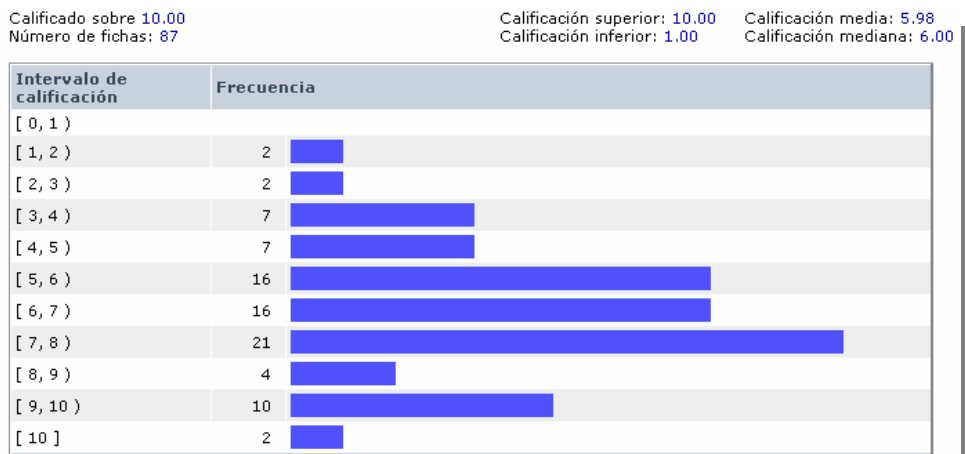 Calificado sobre 10.00 Calificación superior: 10.00 Calificación media: 5.98
Número de fichas: 87 Calificación inferior: 1.00 Calificación mediana: 6.00
Intervalo de calificación Frecuencia
[ 0, 1 )
[ 1, 2 ) 2
[ 2, 3 ) 2
[ 3, 4 ) 7
[ 4, 5 ) 7
[ 5, 6 ) 16
[ 6, 7 ) 16
[ 7, 8 ) 21
[ 8, 9 ) 4
[ 9, 10 ) 10
[ 10 ] 2